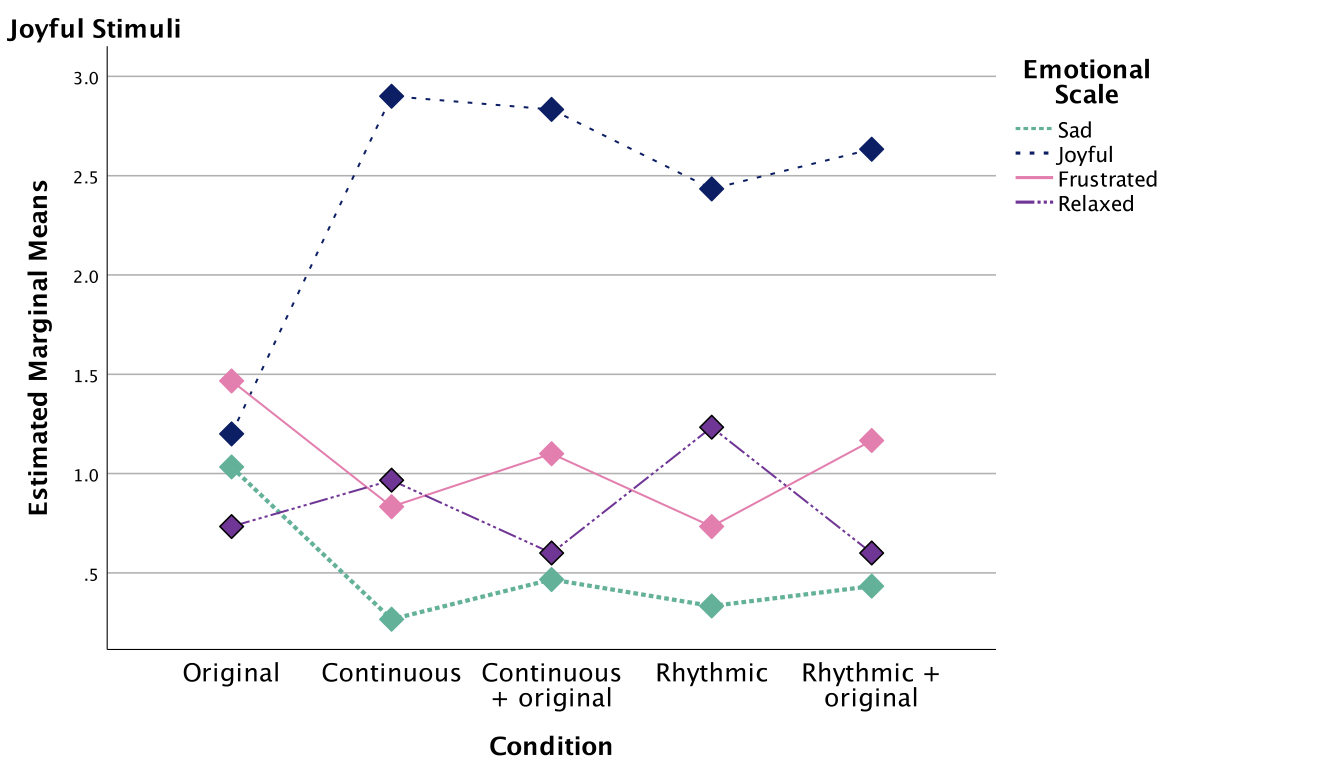 Joyful Stimuli
Estimated Marginal Means
3.0
2.5
2.0
1.5
1.0
.5
Original
Continuous
Continuous
+ original
Rhythmic
Rhythmic +
original
Condition
Emotional
Scale
Sad
Joyful
Frustrated
Relaxed